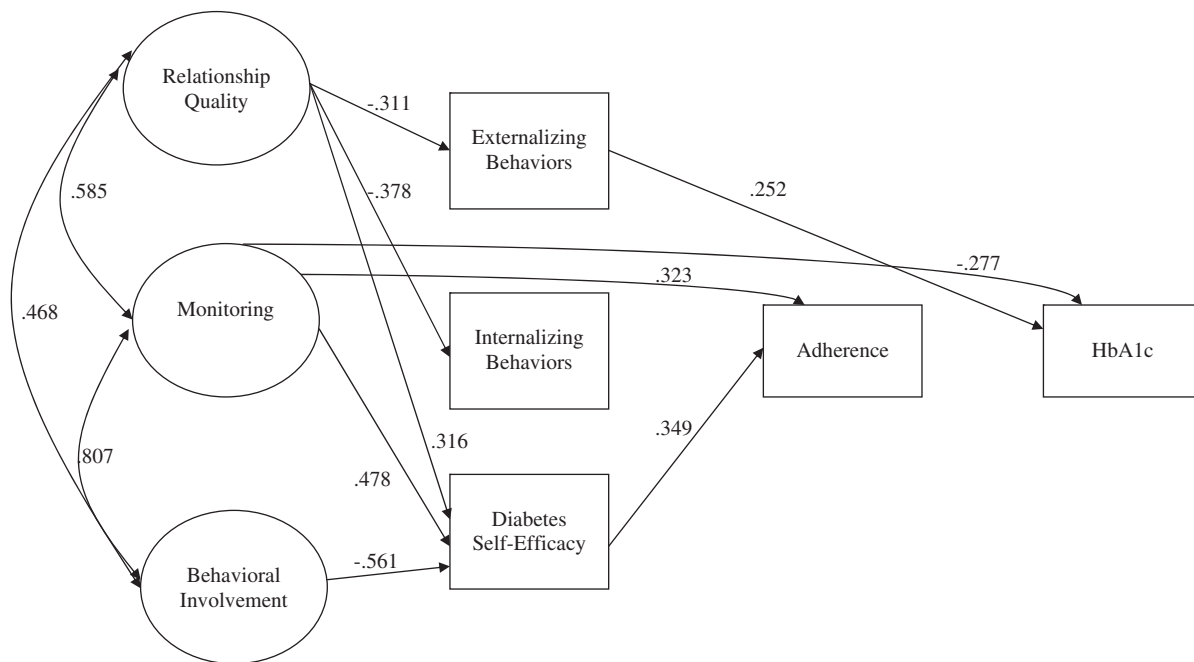 Relationship
Quality
-.311
Externalizing
Behaviors
-.378
.252
.585
-.277
.323
Monitoring
.468
Internalizing
Behaviors
Adherence
HbA1c
.349
.316
.807
.478
Diabetes
Self-Efficacy
-.561
Behavioral
Involvement